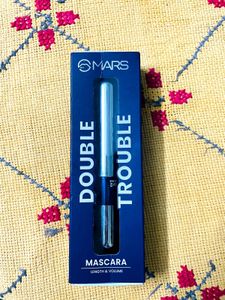 MARS
DOUBLE
TROUBLE
MASCARA
LENGTH & VOLUME